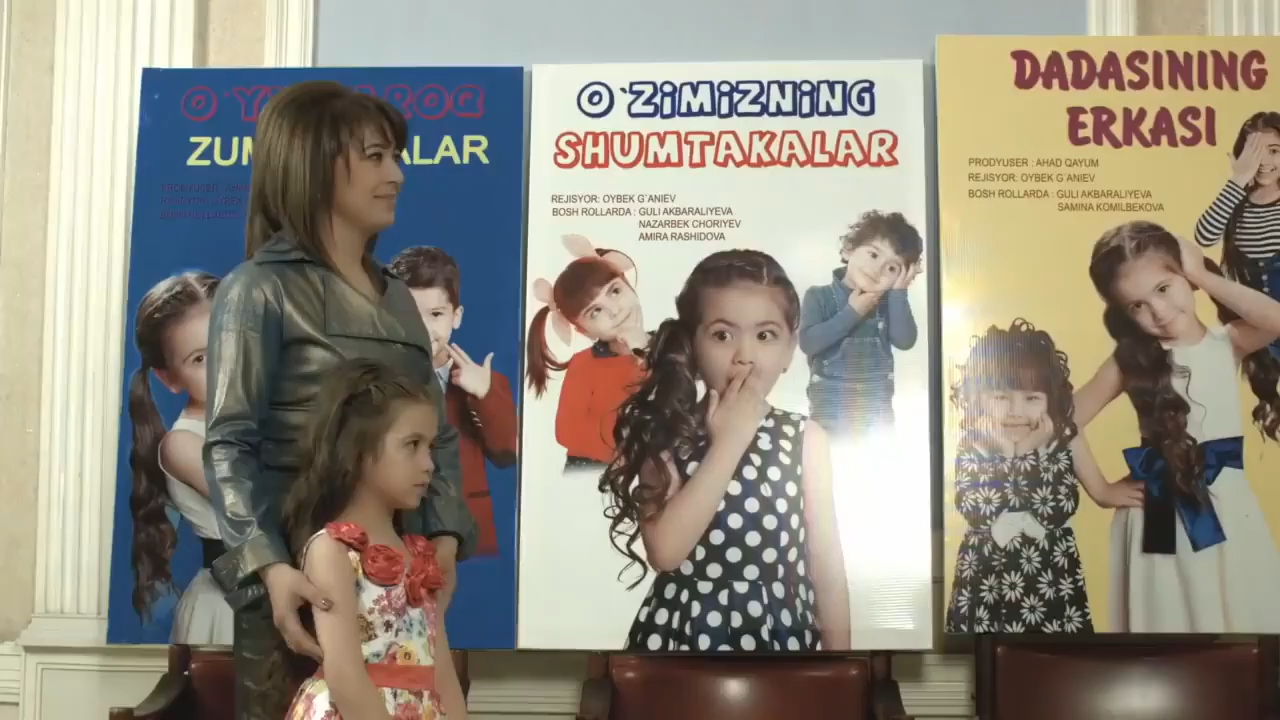 ZUM
ALAR
O`ZiMiZNiNG
SHUMTAKALAR
REJISYOR: OYBEK G`ANIEV
BOSH ROLLARDA : GULI AKBARALIYEVA
NAZARBEK CHORIYEV
AMIRA RASHIDOVA
DADASINING
ERKASI
PRODYUSER : AHAD QAYUM
REJISYOR: OYBEK G`ANIEV
BOSH ROLLARDA : GULI AKBARALIYEVA
SAMINA KOMILBEKOVA